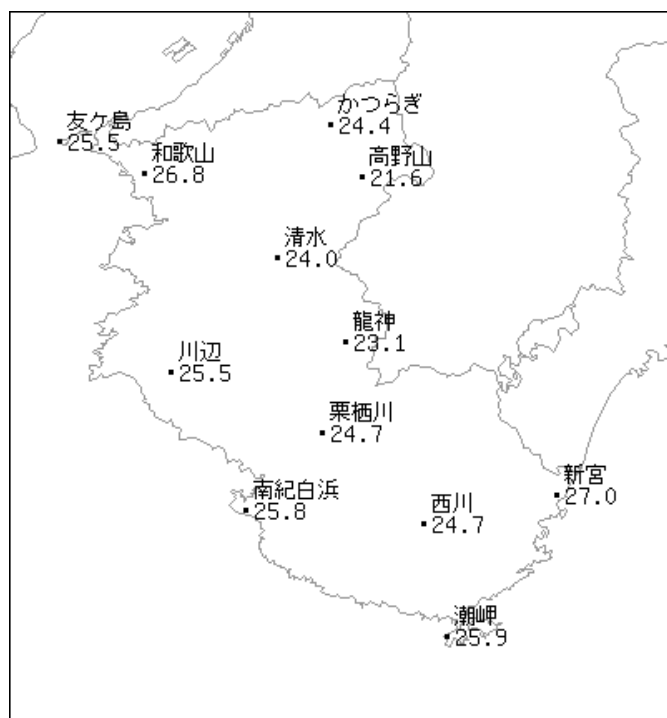 かつらぎ
24.4
友ケ島
25.5
和歌山
26.8
高野山
21.6
清水
24.0
龍神
23.1
川辺
25.5
栗栖川
24.7
南紀白浜
25.8
西川
24.7
新宮
27.0
潮岬
25.9